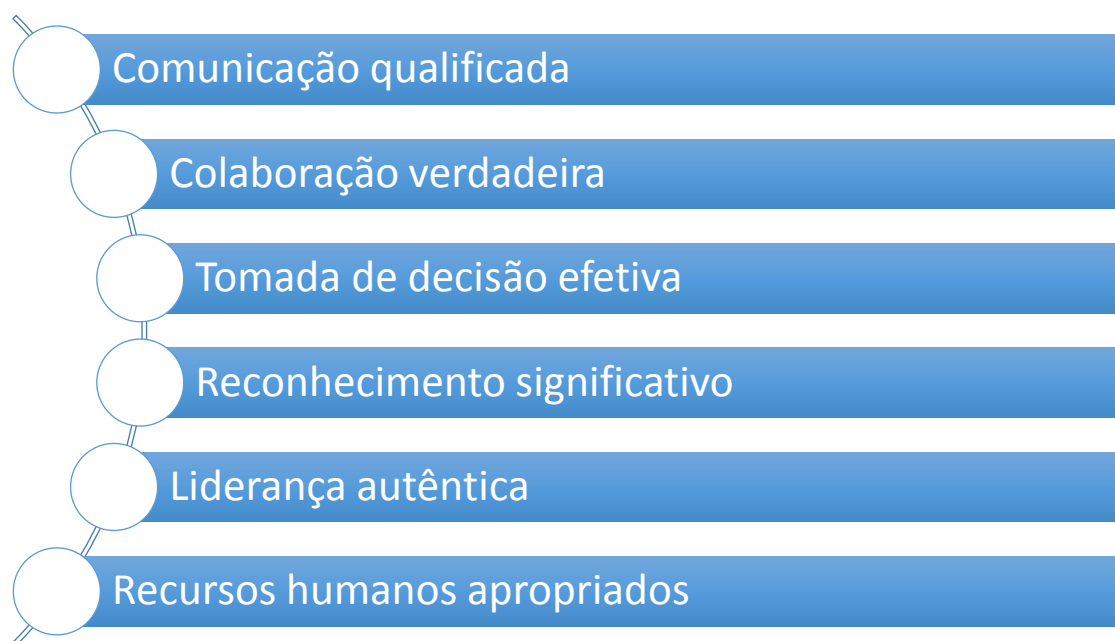 Comunicação qualificada
Colaboração verdadeira
Tomada de decisão efetiva
Reconhecimento significativo
Liderança autêntica
Recursos humanos apropriados